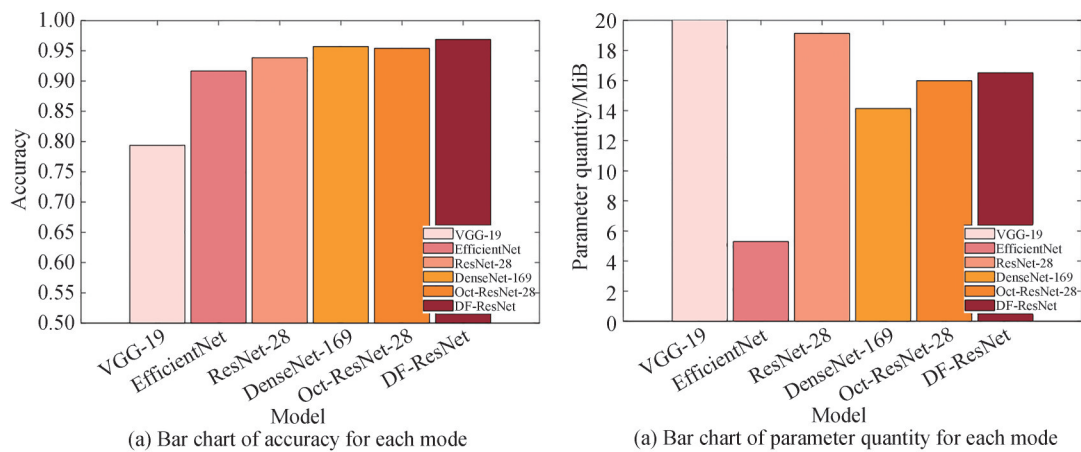 1.00
0.95
0.90
0.85
0.80
0.75
0.70
0.65
0.60
0.55
0.50
Accuracy
VGG-19
EfficientNet
ResNet-28
DenseNet-169
Oct-ResNet-28
DF-ResNet
VGG-19
EfficientNet
ResNet-28
DenseNet-169
Oct-ResNet-28
DF-ResNet
Model
(a) Bar chart of accuracy for each mode
20
18
16
14
12
10
8
6
4
2
0
Parameter quantity/MiB
VGG-19
EfficientNet
ResNet-28
DenseNet-169
Oct-ResNet-28
DF-ResNet
VGG-19
EfficientNet
ResNet-28
DenseNet-169
Oct-ResNet-28
DF-ResNet
Model
(a) Bar chart of parameter quantity for each mode